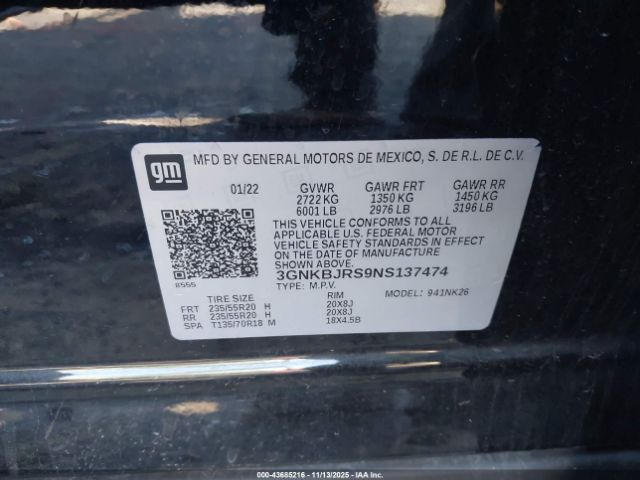 gm
MFD BY GENERAL MOTORS DE MEXICO, S. DE R.L. DE C.V.
01/22 GVWR GAWR FRT GAWR RR
2722 KG 1350 KG 1450 KG
6001 LB 2976 LB 3196 LB
THIS VEHICLE CONFORMS TO ALL
APPLICABLE U.S. FEDERAL MOTOR
VEHICLE SAFETY STANDARDS IN EFFECT
ON THE DATE OF MANUFACTURE
SHOWN ABOVE.
3GNKBJRS9NS137474
8555 TYPE: M.P.V. MODEL: 941NK26
TIRE SIZE RIM
FRT 235/55R20 H 20X8J
RR 235/55R20 H 20X8J
SPA T135/70R18 M 18X4.5B
000-43685216 - 11/13/2025 - IAAI.com